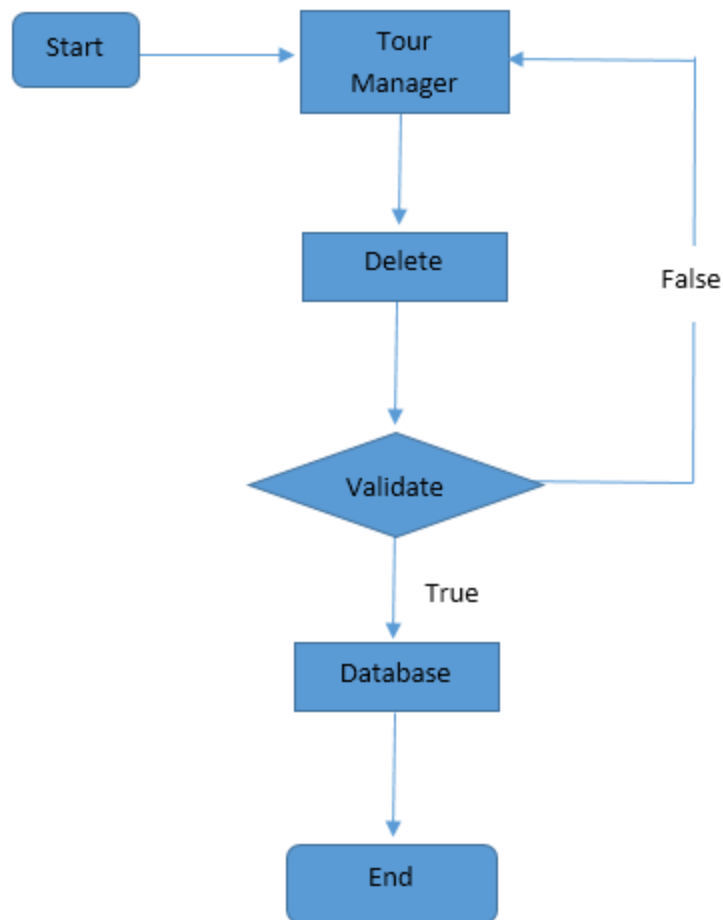 Start
Tour
Manager
Delete
False
Validate
True
Database
End